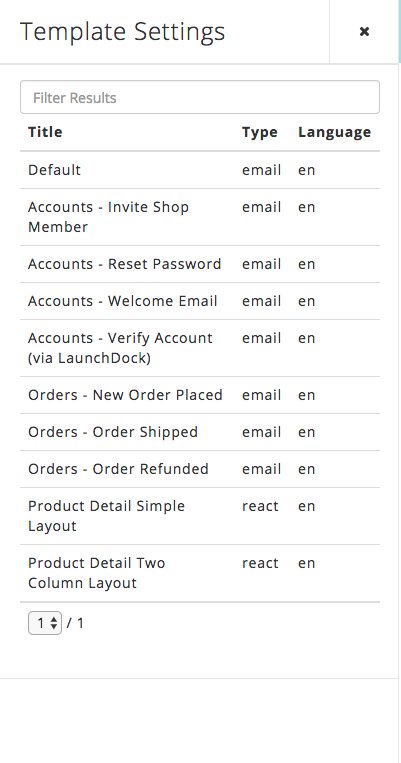 Template Settings
Filter Results
Title Type Language
Default email en
Accounts - Invite Shop email en
Member
Accounts - Reset Password email en
Accounts - Welcome Email email en
Accounts - Verify Account email en
(via LaunchDock)
Orders - New Order Placed email en
Orders - Order Shipped email en
Orders - Order Refunded email en
Product Detail Simple react en
Layout
Product Detail Two react en
Column Layout
1 / 1